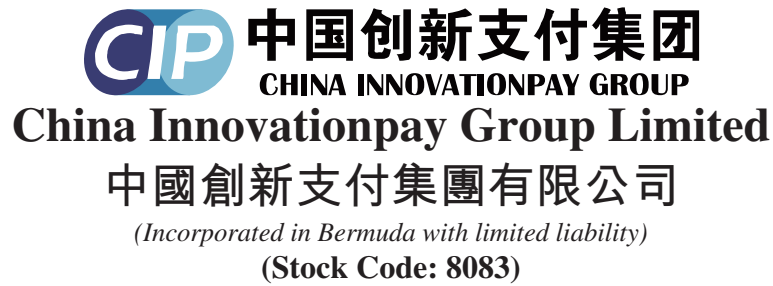 CIP 中国创新支付集团
CHINA INNOVATIONPAY GROUP
China Innovationpay Group Limited
中國創新支付集團有限公司
(Incorporated in Bermuda with limited liability)
(Stock Code: 8083)